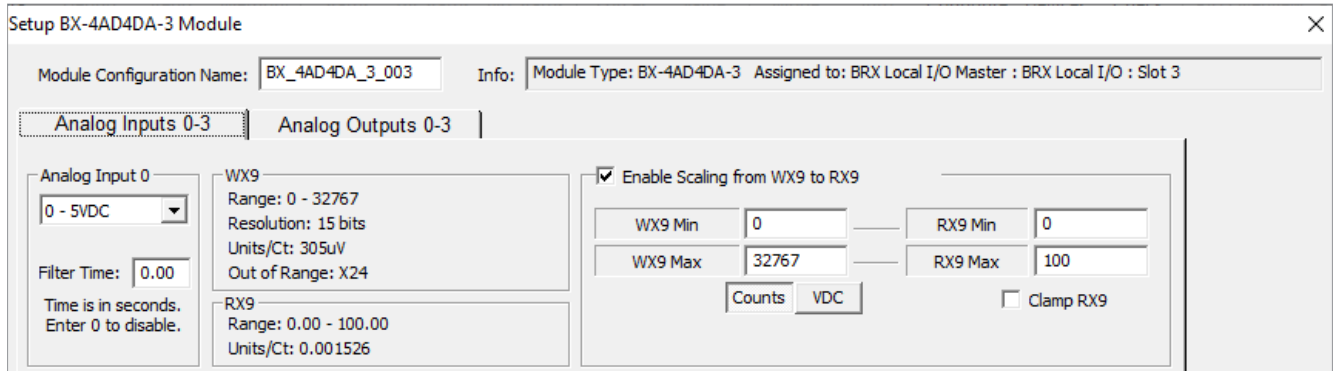 Setup BX-4AD4DA-3 Module
Module Configuration Name: BX_4AD4DA_3_003 Info: Module Type: BX-4AD4DA-3 Assigned to: BRX Local I/O Master : BRX Local I/O : Slot 3
Analog Inputs 0-3 Analog Outputs 0-3
Analog Input 0
0 - 5VDC
Filter Time: 0.00
Time is in seconds.
Enter 0 to disable.
WX9
Range: 0 - 32767
Resolution: 15 bits
Units/Ct: 305uV
Out of Range: X24
RX9
Range: 0.00 - 100.00
Units/Ct: 0.001526
Enable Scaling from WX9 to RX9
WX9 Min 0 RX9 Min 0
WX9 Max 32767 RX9 Max 100
Counts VDC Clamp RX9